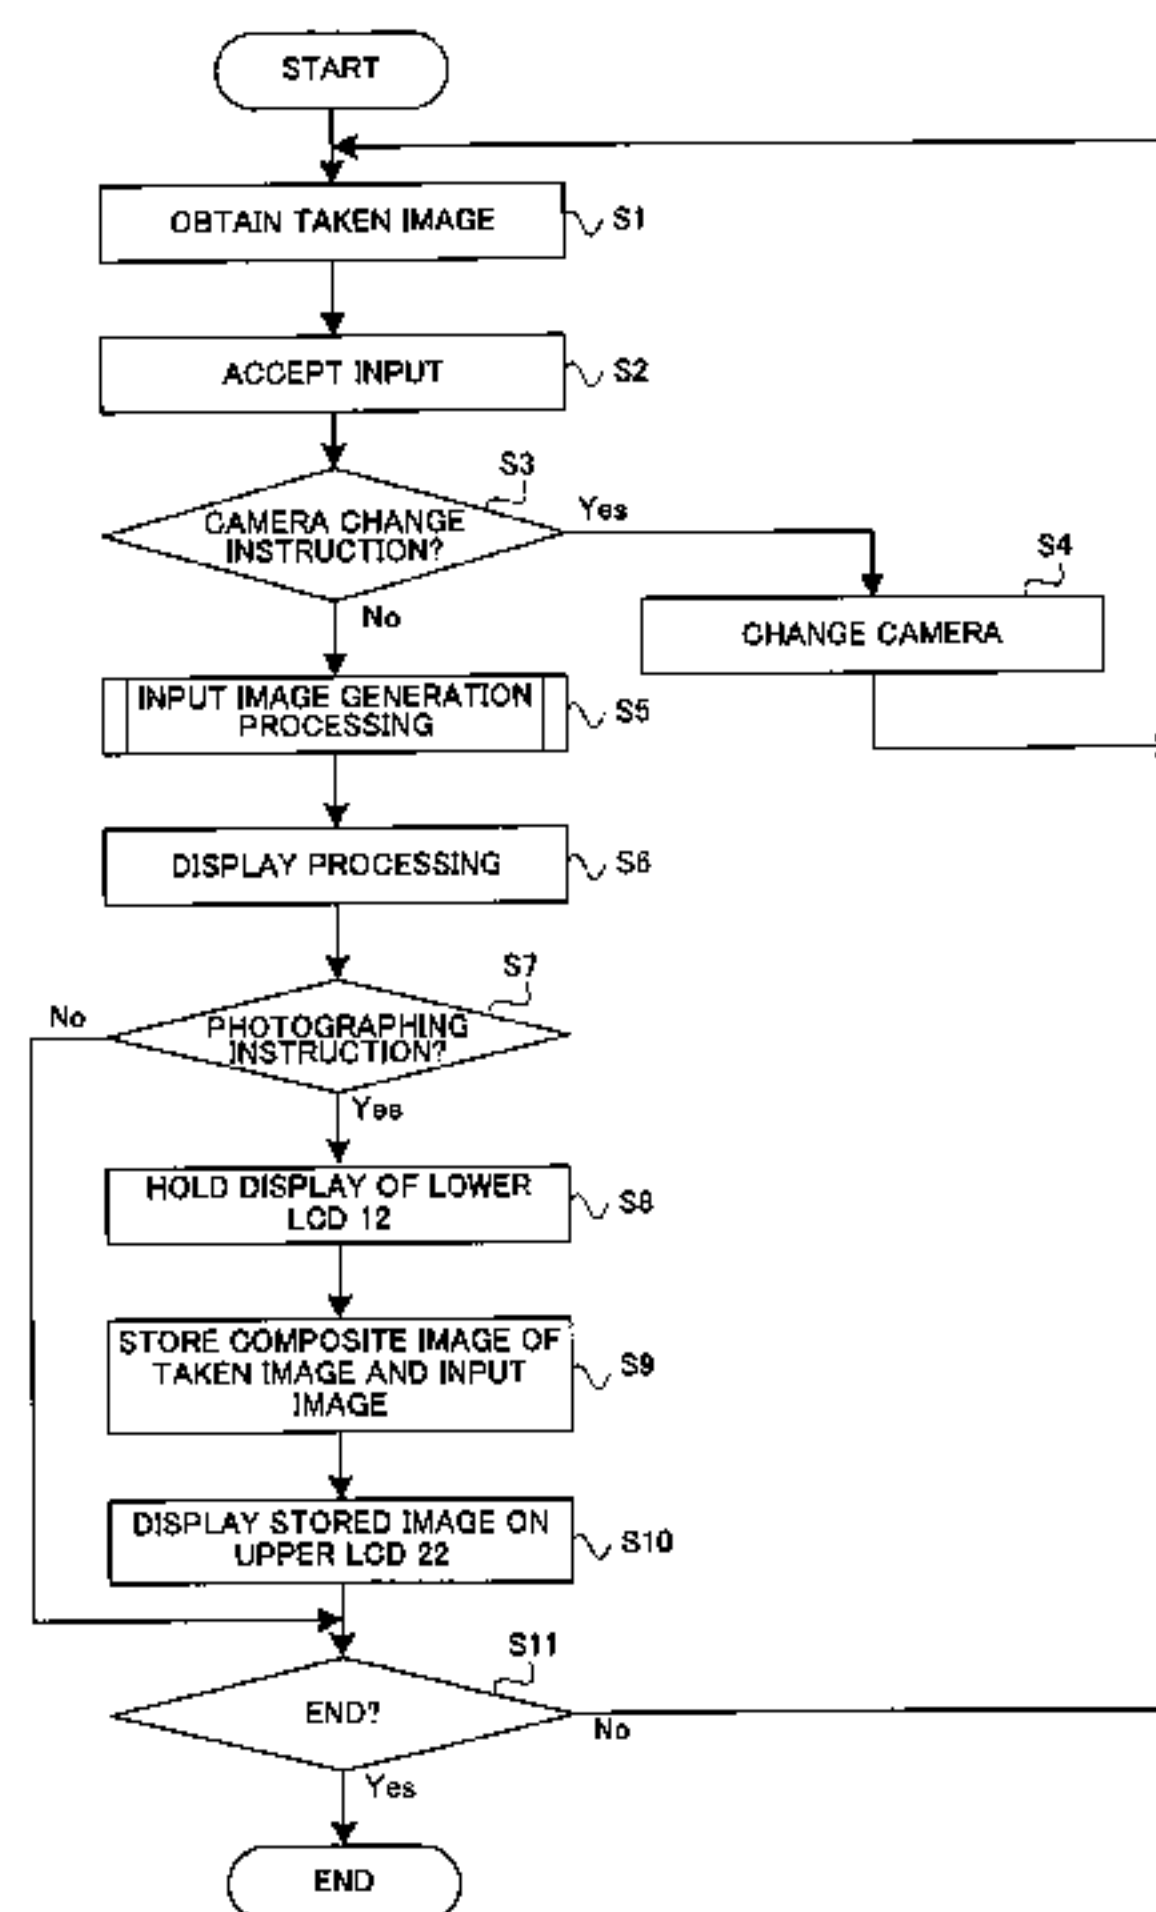 START
OBTAIN TAKEN IMAGE
S1
ACCEPT INPUT
S2
S3
CAMERA CHANGE
INSTRUCTION?
Yes
No
S4
CHANGE CAMERA
INPUT IMAGE GENERATION
PROCESSING
S5
DISPLAY PROCESSING
S6
S7
No
PHOTOGRAPHING
INSTRUCTION?
Yes
HOLD DISPLAY OF LOWER
LCD 12
S8
STORE COMPOSITE IMAGE OF
TAKEN IMAGE AND INPUT
IMAGE
S9
DISPLAY STORED IMAGE ON
UPPER LCD 22
S10
S11
END?
No
Yes
END